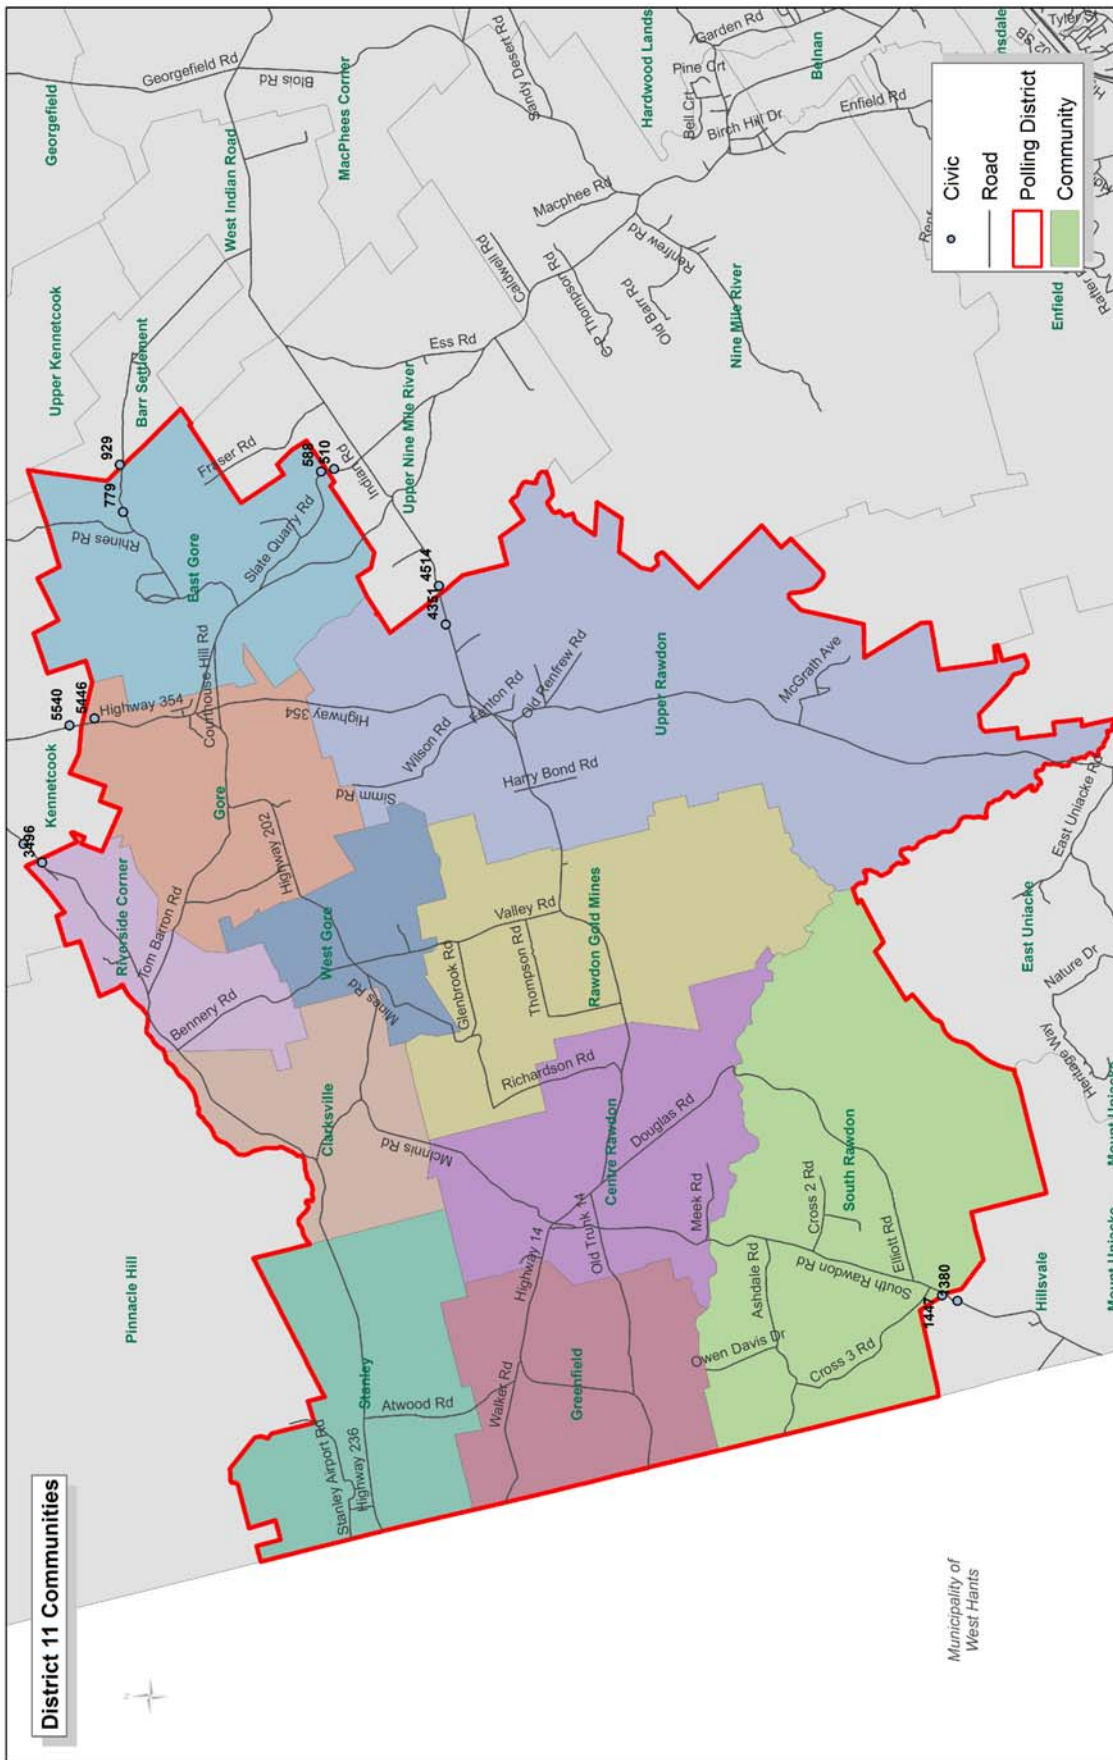 District 11 Communities
N
Municipality of
West Hants
Pinnacle Hill
Georgefield
Georgefield Rd
Blois Rd
MacPhees Corner
West Indian Road
Upper Kennetcook
Barr Settlement
Sandy Desert Rd
Hardwood Lands
Garden Rd
Pine Crt
Bell Crt
Birch Hill Dr
Belnan
Enfield Rd
Tyler
Macphee Rd
Renfrew Rd
Caldwell Rd
C P Thompson Rd
Old Barr Rd
Nine Mile River
Ess Rd
Upper Nine Mile River
Indian Rd
Fraser Rd
929
779
588
510
Rhines Rd
East Gore
Slate Quarry Rd
4514
4351
5540
5446
Highway 354
Courthouse Hill Rd
Kennetcook
3496
Gore
Highway 202
Highway 354
Wilson Rd
Simm Rd
Fenton Rd
Old Renfrew Rd
Harry Bond Rd
Upper Rawdon
McGrath Ave
Riverside Corner
Tom Barron Rd
Bennery Rd
West Gore
Mines Rd
Glenbrook Rd
Valley Rd
Thompson Rd
Rawdon Gold Mines
Richardson Rd
Clarksville
McInnis Rd
Centre Rawdon
Douglas Rd
Meek Rd
Highway 14
Old Trunk 14
Stanley
Atwood Rd
Highway 236
Stanley Airport Rd
Walker Rd
Greenfield
Owen Davis Dr
Ashdale Rd
Cross 3 Rd
Cross 2 Rd
South Rawdon
South Rawdon Rd
Elliott Rd
1447
1380
Hillsvale
Mount Uniacke
East Uniacke
East Uniacke Rd
Nature Dr
Heritage Way
Enfield
Civic
Road
Polling District
Community